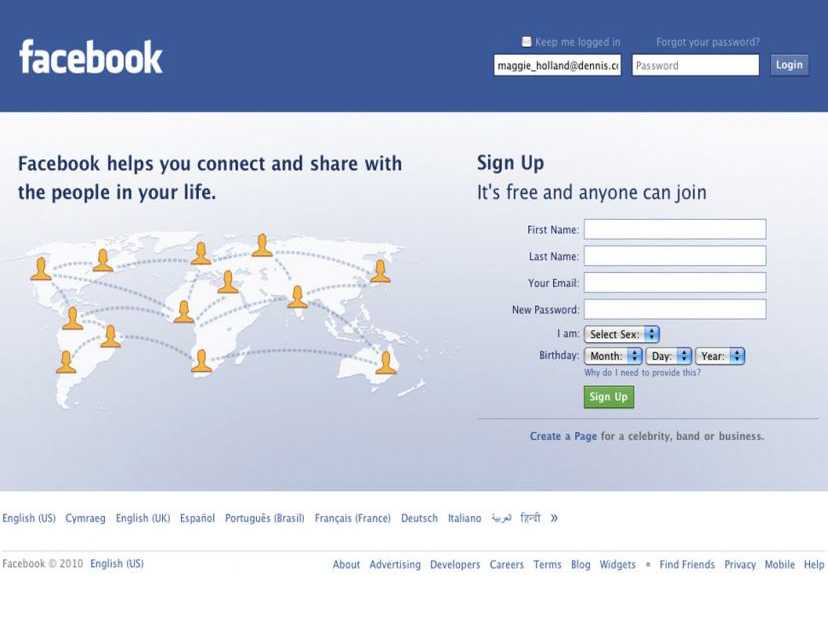 facebook
Keep me logged in Forgot your password?
maggie_holland@dennis.c Password Login
Facebook helps you connect and share with
the people in your life.
Sign Up
It's free and anyone can join
First Name:
Last Name:
Your Email:
New Password:
I am: Select Sex:
Birthday: Month: Day: Year:
Why do I need to provide this?
Sign Up
Create a Page for a celebrity, band or business.
English (US) Cymraeg English (UK) Español Português (Brasil) Français (France) Deutsch Italiano العربية हिन्दी »
Facebook © 2010 English (US) About Advertising Developers Careers Terms Blog Widgets • Find Friends Privacy Mobile Help